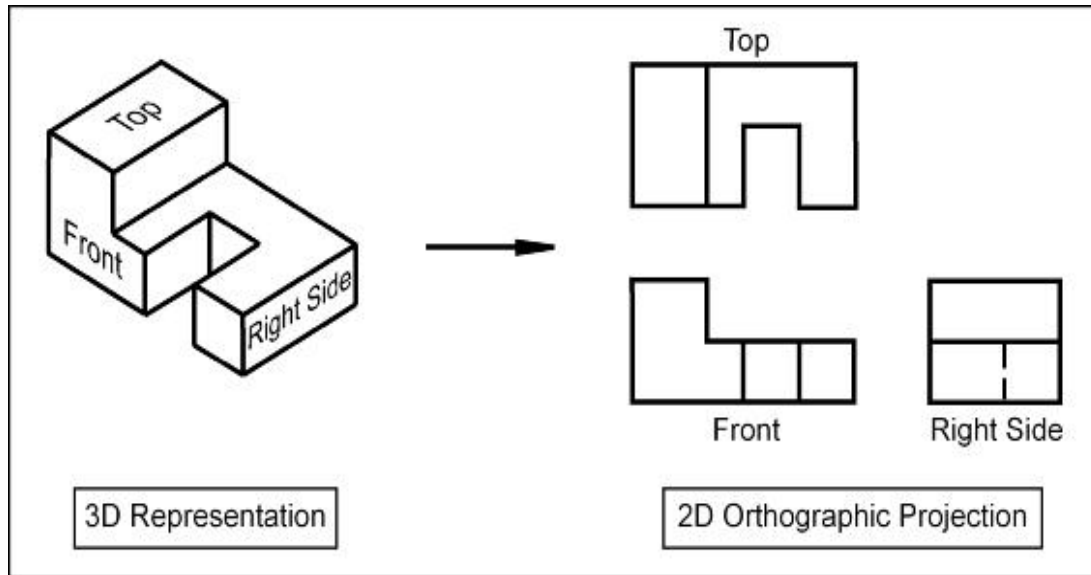 Top
Front
Right Side
Top
Front
Right Side
3D Representation
2D Orthographic Projection